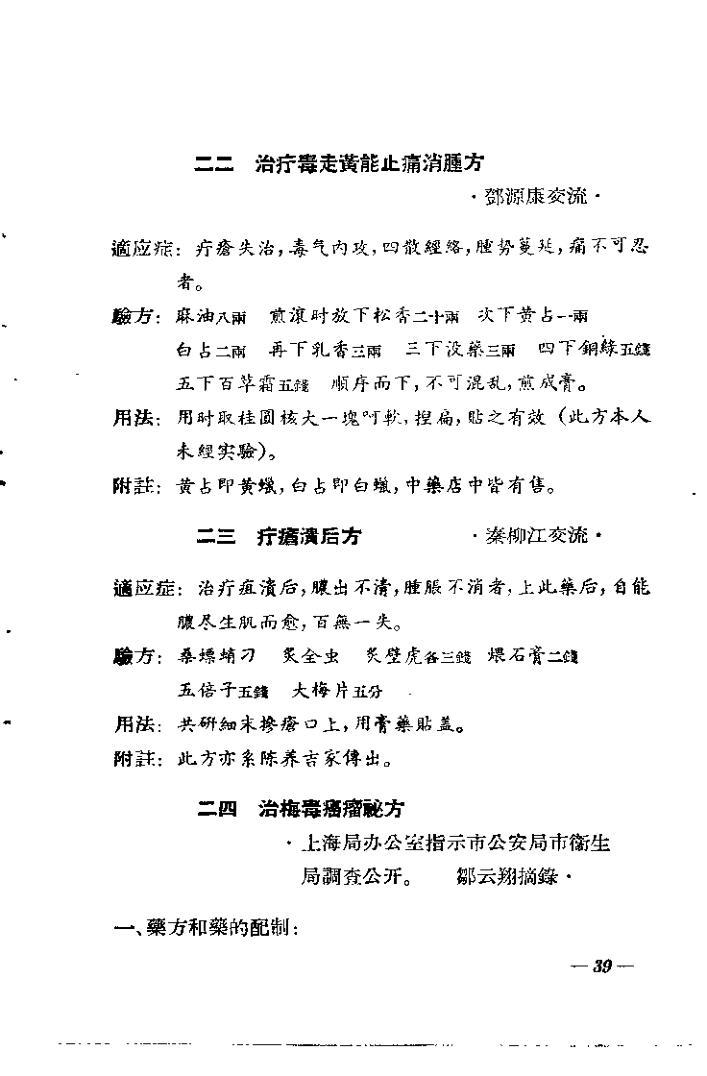 二二　治疔毒走黃能止痛消腫方
·鄧源康交流·
適应症：疔瘡失治，毒气內攻，四散經絡，腫势蔓延，痛不可忍
者。
驗方：麻油八兩　煎滾时放下松香二十兩　次下黄占一兩
白占二兩　再下乳香三兩　三下没藥三兩　四下銅綠五錢
五下百草霜五錢　順序而下，不可混乱，煎成膏。
用法：用时取桂圓核大一塊呵軟，揑扁，貼之有效（此方本人
未經实驗）。
附註：黃占即黃蠟，白占即白蠟，中藥店中皆有售。
二三　疔瘡潰后方　·秦柳江交流·
適应症：治疔疽潰后，膿出不清，腫脹不消者，上此藥后，自能
膿尽生肌而愈，百無一失。
驗方：桑螵蛸刁　炙全虫　炙壁虎各三錢　煨石膏二錢
五倍子五錢　大梅片五分
用法：共研細末掺瘡口上，用膏藥貼盖。
附註：此方亦系陈养吉家傳出。
二四　治梅毒癌瘤祕方
·上海局办公室指示市公安局市衞生
局調査公开。　鄒云翔摘錄·
一、藥方和藥的配制：
—39—